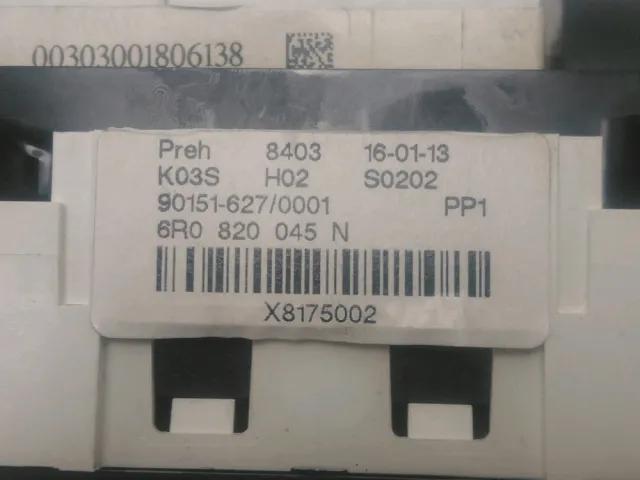 00303001806138
Preh 8403 16-01-13
K03S H02 S0202
90151-627/0001 PP1
6R0 820 045 N
X8175002